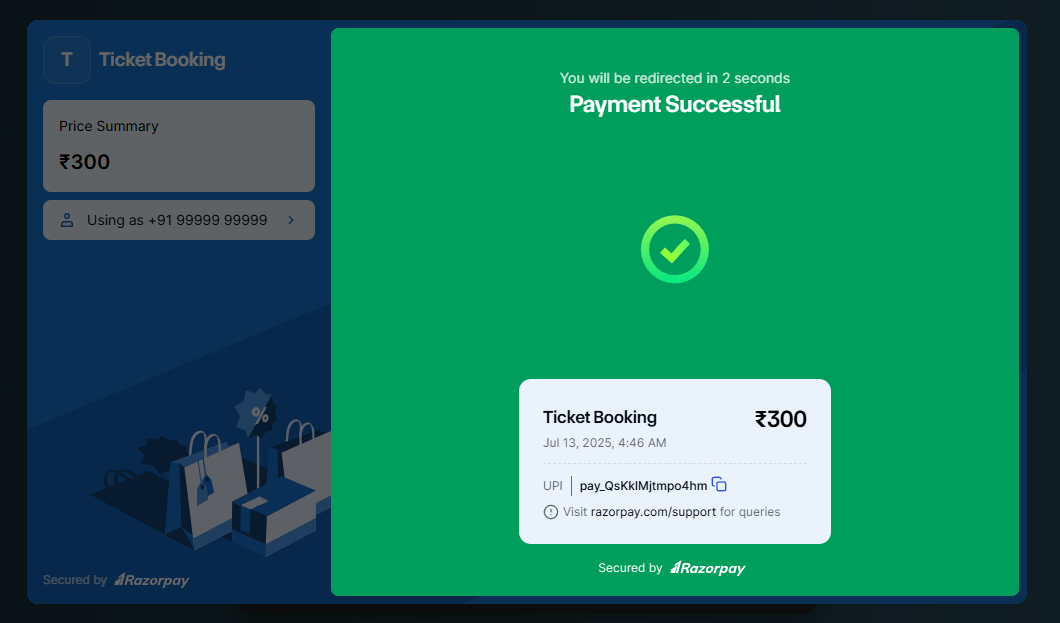 T
Ticket Booking
Price Summary
₹300
Using as +91 99999 99999
%
Secured by Razorpay
You will be redirected in 2 seconds
Payment Successful
Ticket Booking ₹300
Jul 13, 2025, 4:46 AM
UPI pay_QsKklMjtmpo4hm
Visit razorpay.com/support for queries
Secured by Razorpay